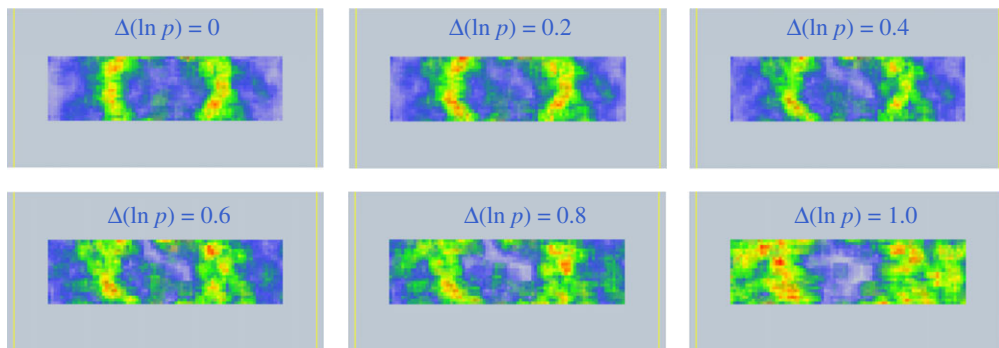 Δ(ln p) = 0
Δ(ln p) = 0.2
Δ(ln p) = 0.4
Δ(ln p) = 0.6
Δ(ln p) = 0.8
Δ(ln p) = 1.0